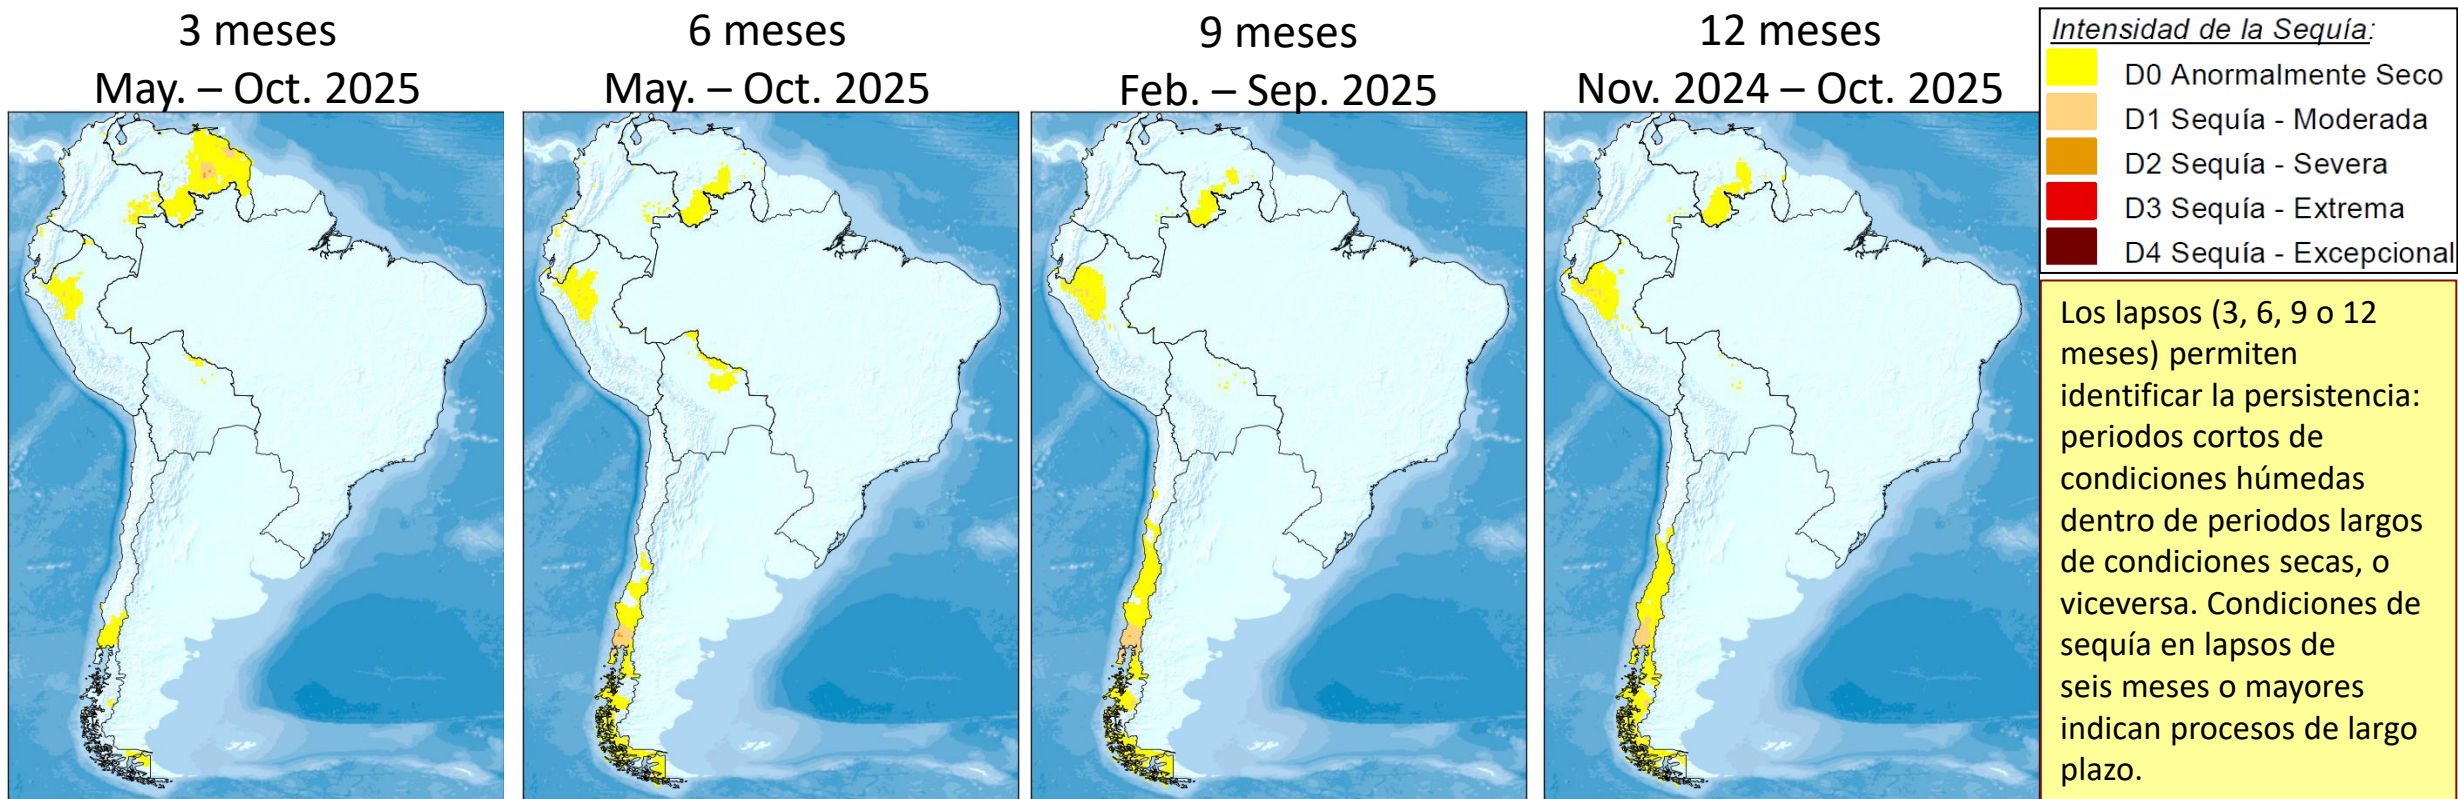 3 meses
May. – Oct. 2025
6 meses
May. – Oct. 2025
9 meses
Feb. – Sep. 2025
12 meses
Nov. 2024 – Oct. 2025
Intensidad de la Sequía:
D0 Anormalmente Seco
D1 Sequía - Moderada
D2 Sequía - Severa
D3 Sequía - Extrema
D4 Sequía - Excepcional
Los lapsos (3, 6, 9 o 12
meses) permiten
identificar la persistencia:
periodos cortos de
condiciones húmedas
dentro de periodos largos
de condiciones secas, o
viceversa. Condiciones de
sequía en lapsos de
seis meses o mayores
indican procesos de largo
plazo.